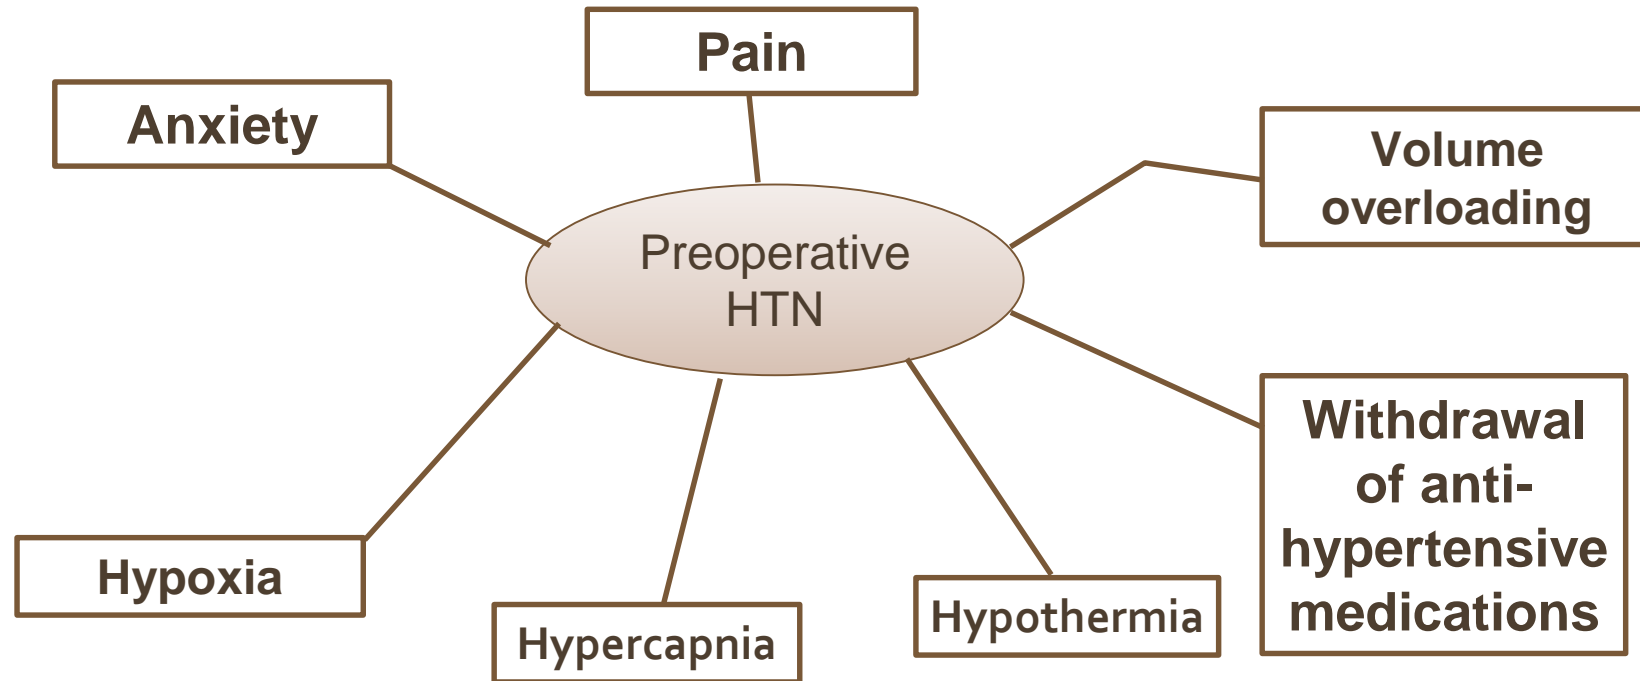 Pain
Anxiety
Volume
overloading
Preoperative
HTN
Withdrawal
of anti-
hypertensive
medications
Hypoxia
Hypercapnia
Hypothermia